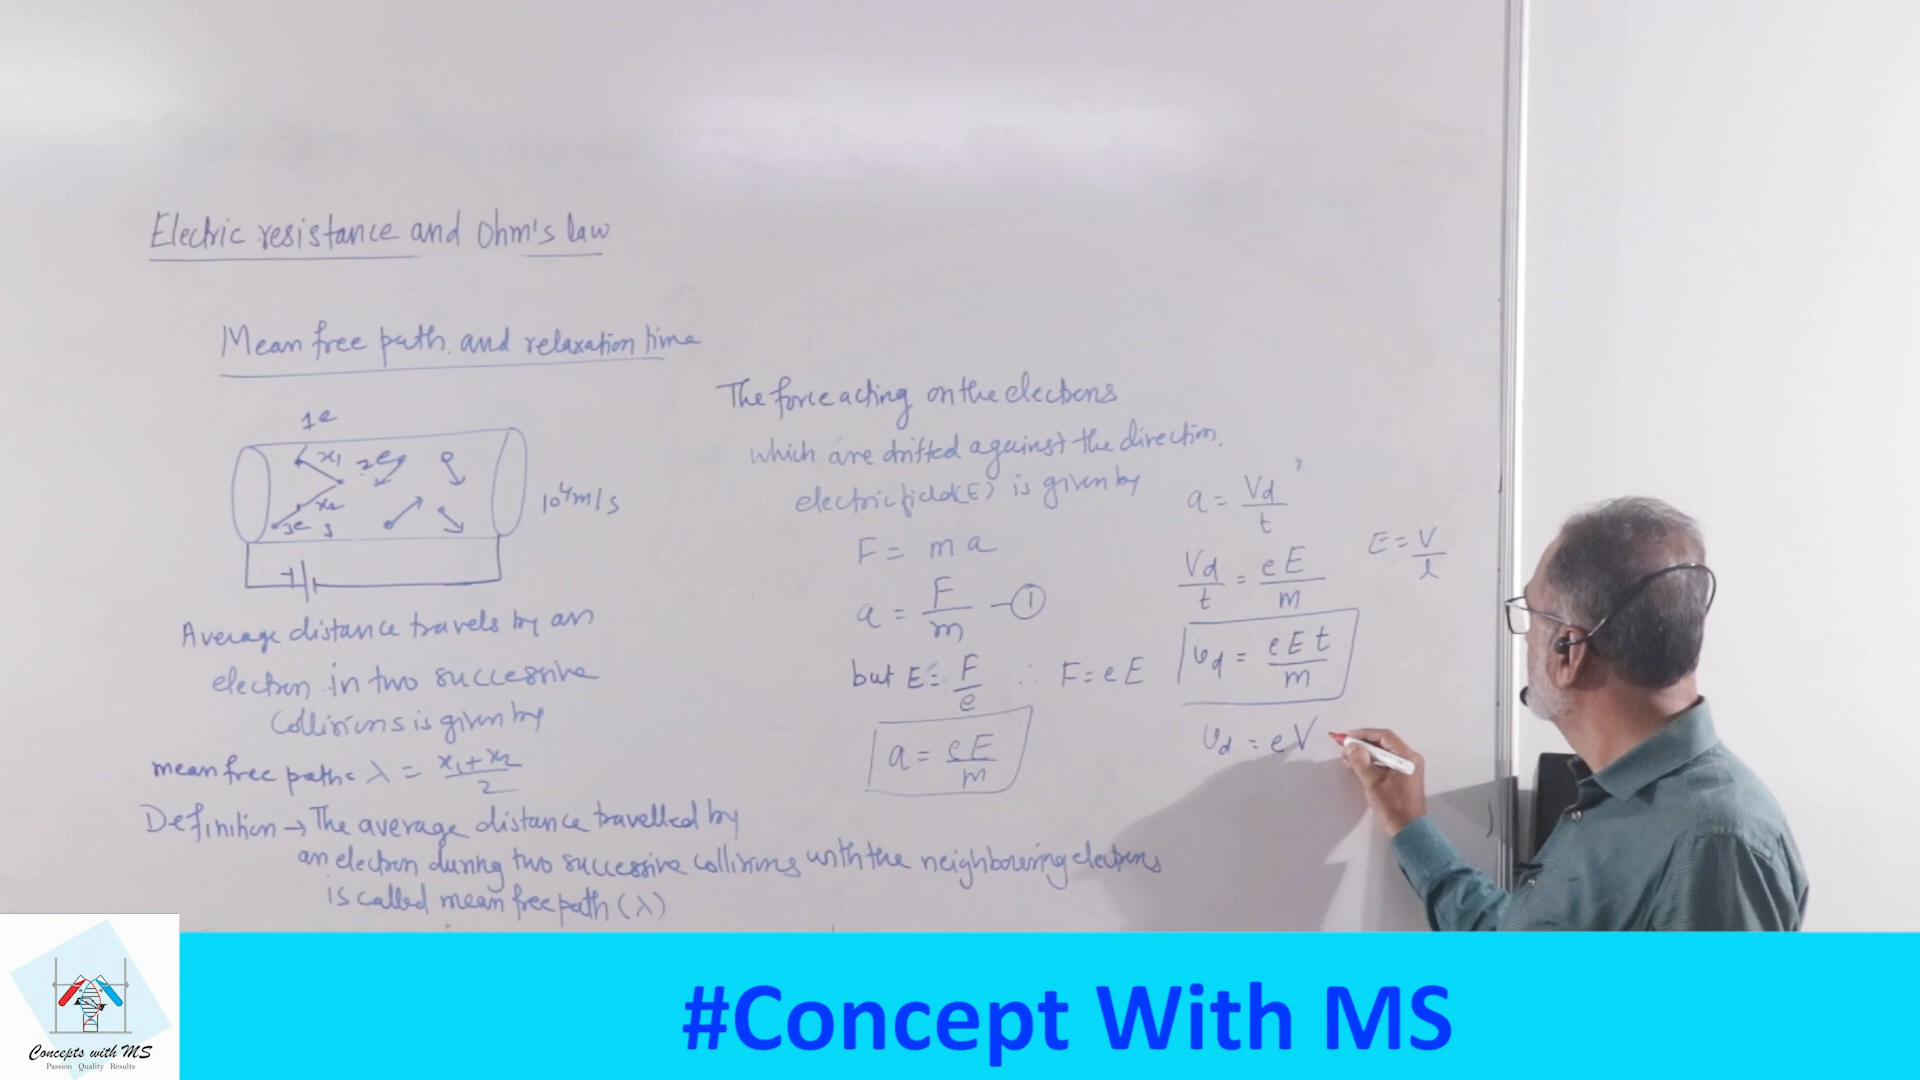 Electric resistance and Ohm's law
Mean free path and relaxation time
1e
x1 2e
x2
3e 3
10⁴m/s
Average distance travels by an
electron in two successive
Collisions is given by
mean free path = λ = x1+x2/2
Definition → The average distance travelled by
an electron during two successive collisions with the neighbouring electrons
is called mean free path (λ)
The force acting on the electrons
which are drifted against the direction
electric field(E) is given by
F = ma
a = F/m —①
but E = F/e ∴ F = eE
a = eE/m
a = Vd/t
Vd/t = eE/m
E = V/l
Vd = eEt/m
Vd = eV
#Concept With MS
Concepts with MS
Passion Quality Results